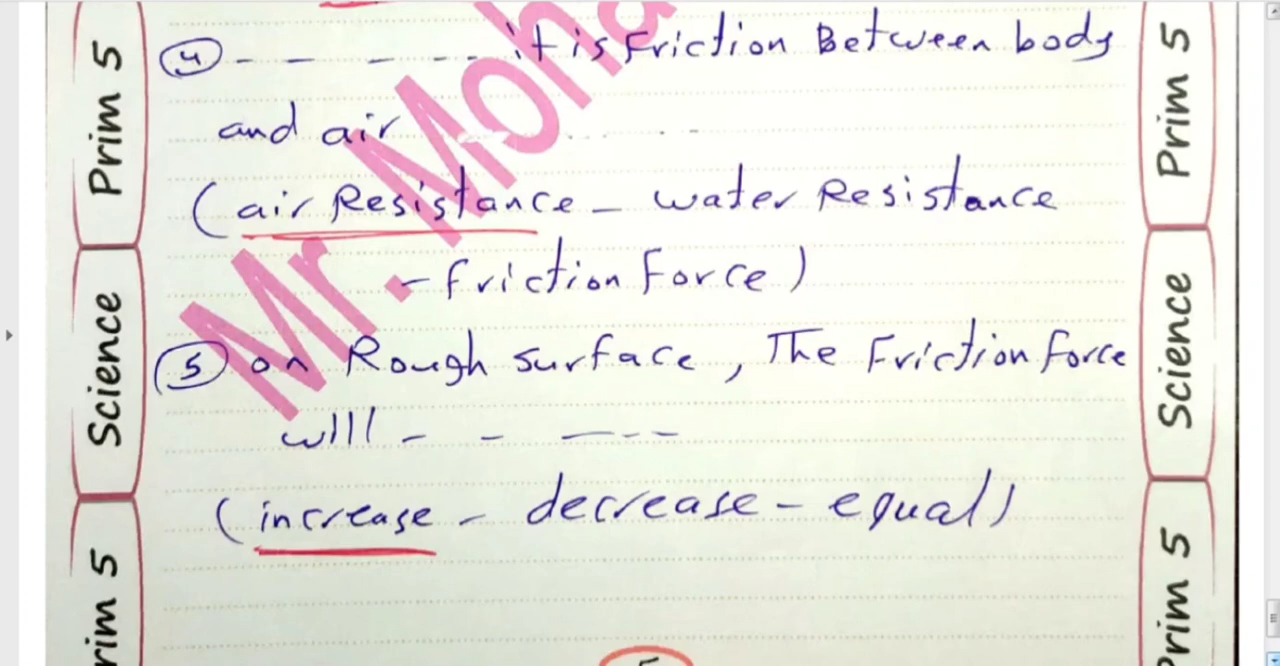 ④ - - - - - - it is Friction Between body
and air
(air Resistance - water Resistance
- friction Force)
⑤ on Rough surface, The Friction Force
will - - - - -
(increase - decrease - equal)
Prim 5
Science
rim 5
Prim 5
Science
Prim 5
Mr. Moha